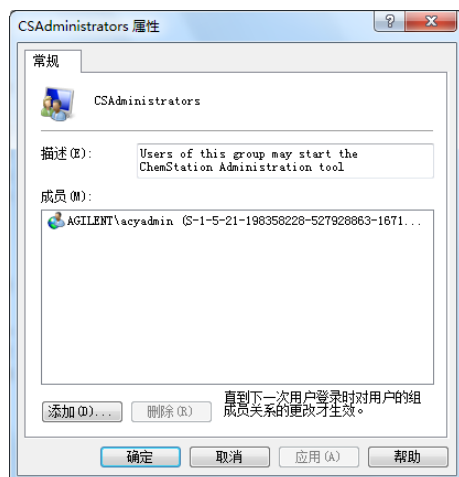 CSAdministrators 属性
常规
CSAdministrators
描述(E):
Users of this group may start the
ChemStation Administration tool
成员(M):
AGILENT\acyadmin (S-1-5-21-198358228-527928863-1671...
直到下一次用户登录时对用户的组
成员关系的更改才生效。
添加(D)...
删除(R)
确定
取消
应用(A)
帮助